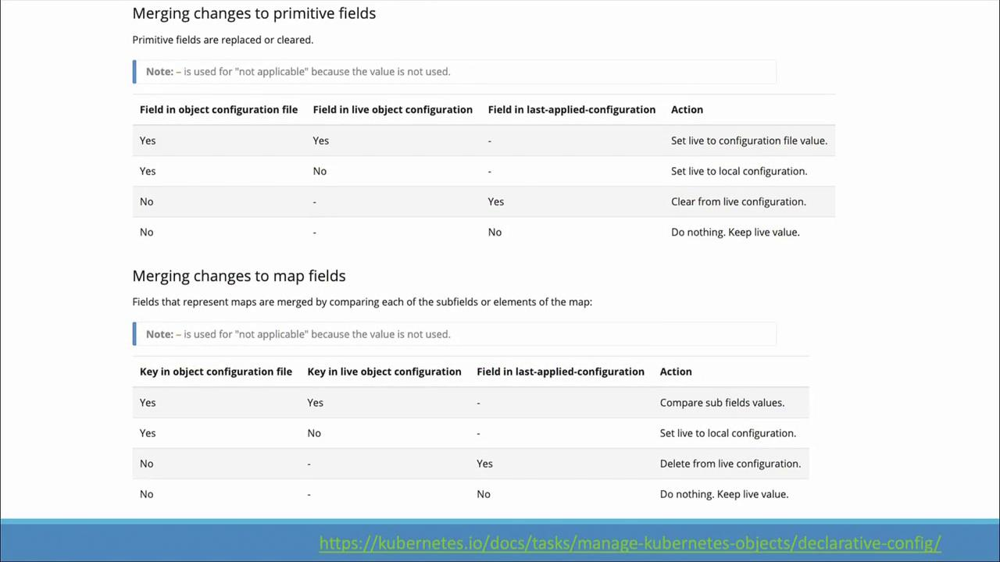 Merging changes to primitive fields
Primitive fields are replaced or cleared.
Note: – is used for "not applicable" because the value is not used.
Field in object configuration file Field in live object configuration Field in last-applied-configuration Action
Yes Yes - Set live to configuration file value.
Yes No - Set live to local configuration.
No - Yes Clear from live configuration.
No - No Do nothing. Keep live value.
Merging changes to map fields
Fields that represent maps are merged by comparing each of the subfields or elements of the map:
Note: – is used for "not applicable" because the value is not used.
Key in object configuration file Key in live object configuration Field in last-applied-configuration Action
Yes Yes - Compare sub fields values.
Yes No - Set live to local configuration.
No - Yes Delete from live configuration.
No - No Do nothing. Keep live value.
https://kubernetes.io/docs/tasks/manage-kubernetes-objects/declarative-config/